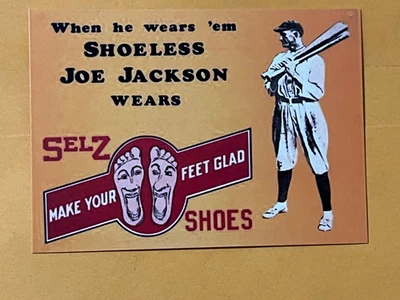 When he wears 'em
SHOELESS
JOE JACKSON
WEARS
SELZ
MAKE YOUR FEET GLAD
SHOES